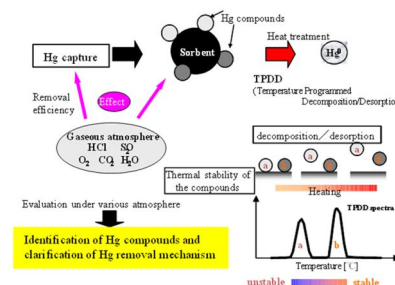 Hg compounds
Hg capture
Sorbent
Heat treatment
Hg0
TPDD
(Temperature Programmed
Decomposition/Desorption
Removal
efficiency
Effect
Gaseous atmosphere
HCl SO2
O2 CO2 H2O
decomposition/desorption
a
a b a b b
Thermal stability
of the compounds
Heating
Evaluation under various atmosphere
TPDD spectra
Identification of Hg compounds and
clarification of Hg removal mechanism
a b
Temperature [℃]
unstable stable